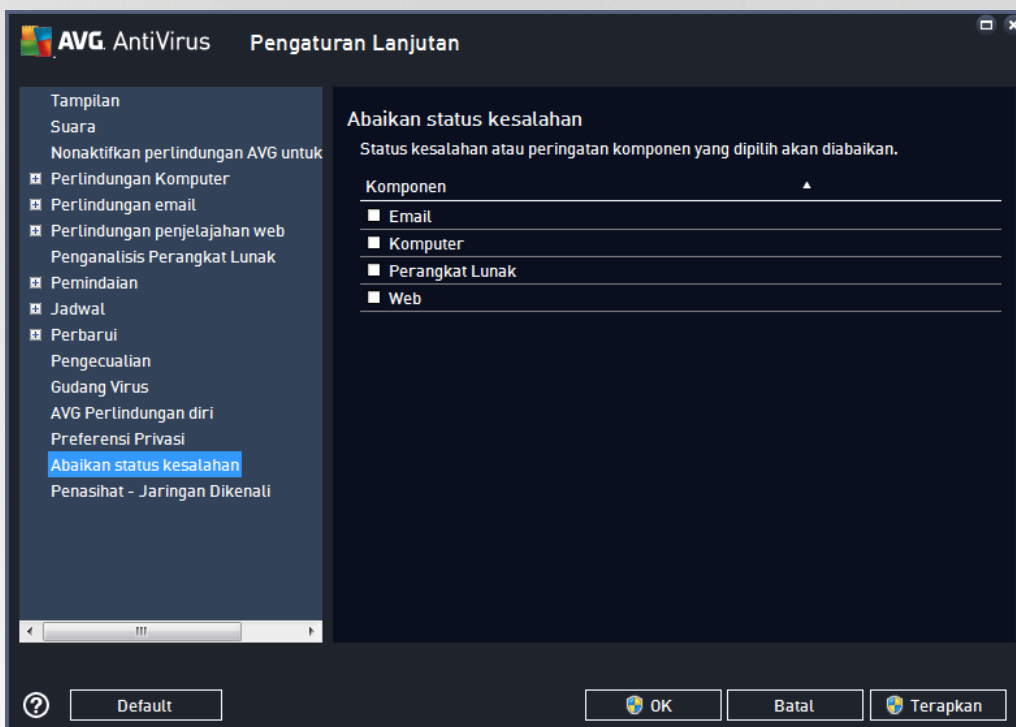 AVG. AntiVirus Pengaturan Lanjutan
Tampilan
Suara
Nonaktifkan perlindungan AVG untuk
Perlindungan Komputer
Perlindungan email
Perlindungan penjelajahan web
Penganalisis Perangkat Lunak
Pemindaian
Jadwal
Perbarui
Pengecualian
Gudang Virus
AVG Perlindungan diri
Preferensi Privasi
Abaikan status kesalahan
Penasihat - Jaringan Dikenali
Abaikan status kesalahan
Status kesalahan atau peringatan komponen yang dipilih akan diabaikan.
Komponen
Email
Komputer
Perangkat Lunak
Web
? Default OK Batal Terapkan